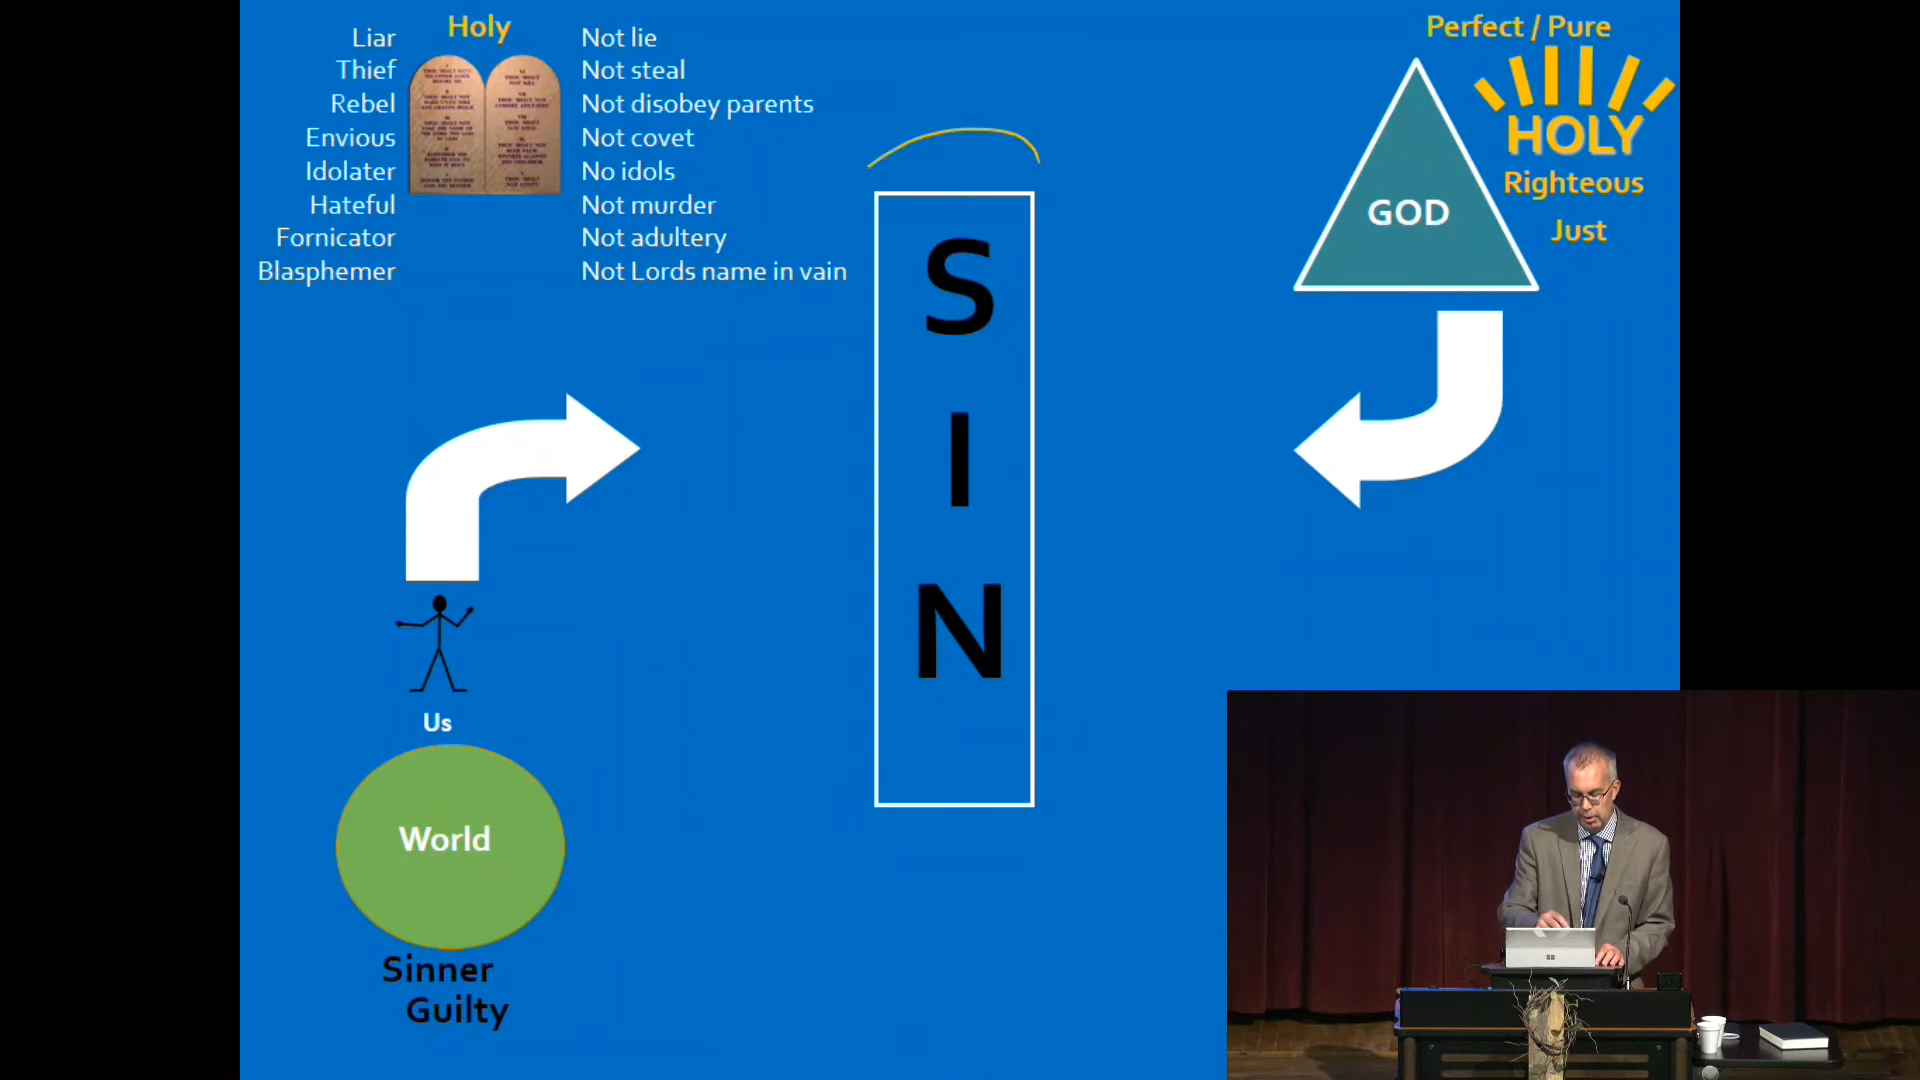 Holy
Liar
Thief
Rebel
Envious
Idolater
Hateful
Fornicator
Blasphemer
Not lie
Not steal
Not disobey parents
Not covet
No idols
Not murder
Not adultery
Not Lords name in vain
S
I
N
Perfect / Pure
HOLY
Righteous
Just
GOD
Us
World
Sinner
Guilty